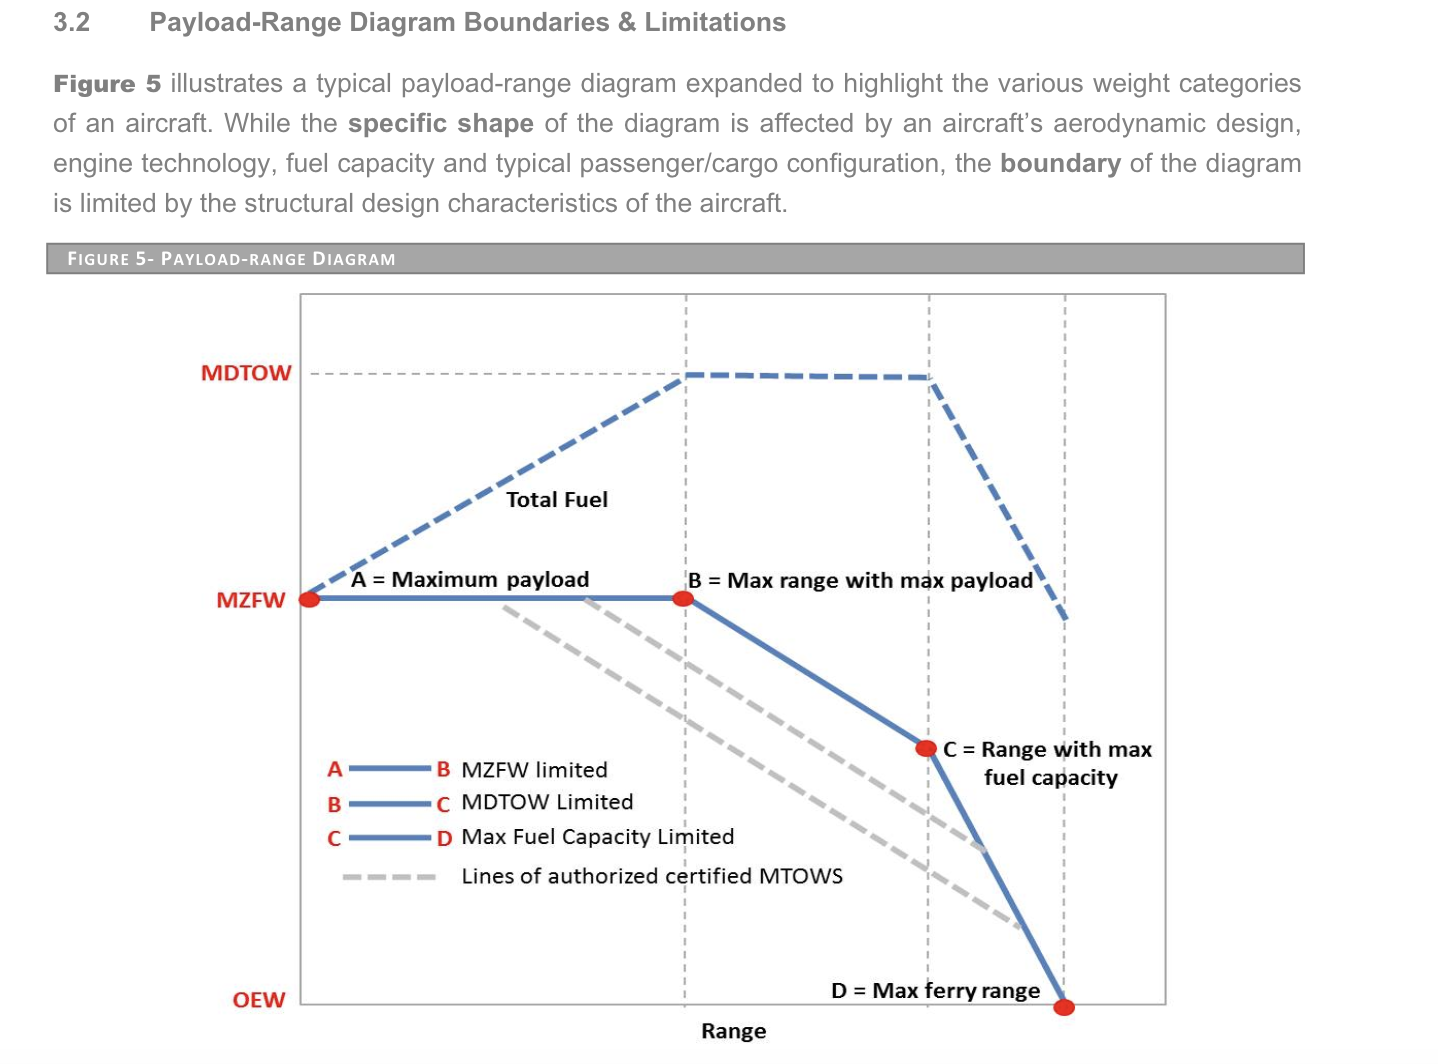 3.2 Payload-Range Diagram Boundaries & Limitations
Figure 5 illustrates a typical payload-range diagram expanded to highlight the various weight categories
of an aircraft. While the specific shape of the diagram is affected by an aircraft’s aerodynamic design,
engine technology, fuel capacity and typical passenger/cargo configuration, the boundary of the diagram
is limited by the structural design characteristics of the aircraft.
FIGURE 5- PAYLOAD-RANGE DIAGRAM
MDTOW
Total Fuel
A = Maximum payload
B = Max range with max payload
MZFW
C = Range with max
fuel capacity
A B MZFW limited
B C MDTOW Limited
C D Max Fuel Capacity Limited
Lines of authorized certified MTOWS
D = Max ferry range
OEW
Range